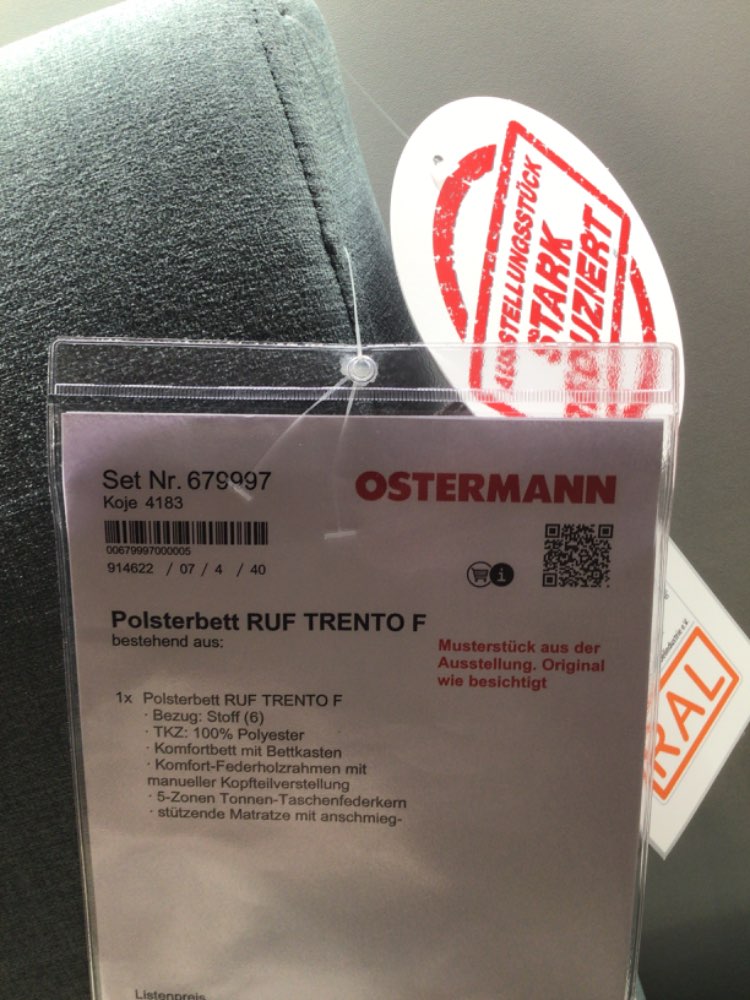 AUSSTELLUNGSSTÜCK
STARK
Set Nr. 679997
Koje 4183
OSTERMANN
00679997000005
914622 / 07 / 4 / 40
Polsterbett RUF TRENTO F
bestehend aus:
Musterstück aus der
Ausstellung. Original
wie besichtigt
1x Polsterbett RUF TRENTO F
· Bezug: Stoff (6)
· TKZ: 100% Polyester
· Komfortbett mit Bettkasten
· Komfort-Federholzrahmen mit
manueller Kopfteilverstellung
· 5-Zonen Tonnen-Taschenfederkern
· stützende Matratze mit anschmieg-
Listenpreis
RAL